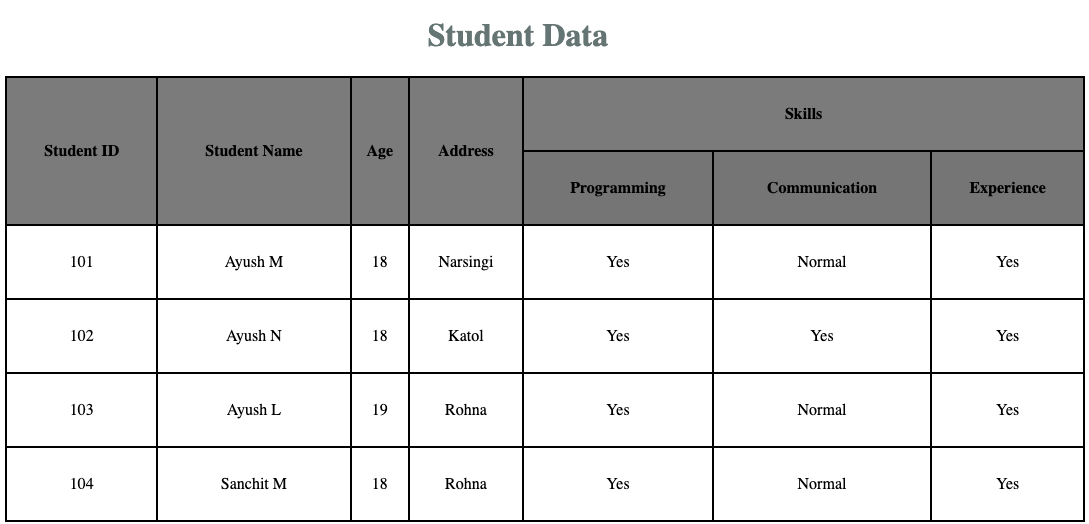 Student Data
Skills
Student ID Student Name Age Address
Programming Communication Experience
101 Ayush M 18 Narsingi Yes Normal Yes
102 Ayush N 18 Katol Yes Yes Yes
103 Ayush L 19 Rohna Yes Normal Yes
104 Sanchit M 18 Rohna Yes Normal Yes